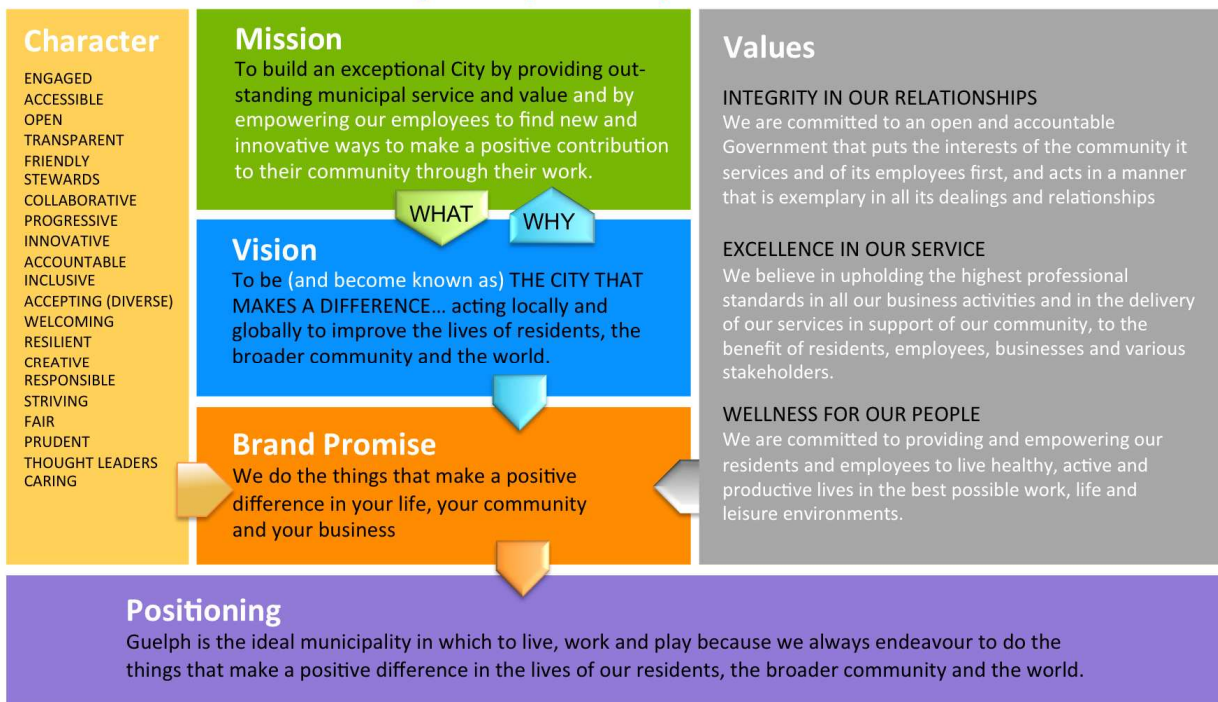 Character
ENGAGED
ACCESSIBLE
OPEN
TRANSPARENT
FRIENDLY
STEWARDS
COLLABORATIVE
PROGRESSIVE
INNOVATIVE
ACCOUNTABLE
INCLUSIVE
ACCEPTING (DIVERSE)
WELCOMING
RESILIENT
CREATIVE
RESPONSIBLE
STRIVING
FAIR
PRUDENT
THOUGHT LEADERS
CARING
Mission
To build an exceptional City by providing out-
standing municipal service and value and by
empowering our employees to find new and
innovative ways to make a positive contribution
to their community through their work.
WHAT
WHY
Vision
To be (and become known as) THE CITY THAT
MAKES A DIFFERENCE... acting locally and
globally to improve the lives of residents, the
broader community and the world.
Brand Promise
We do the things that make a positive
difference in your life, your community
and your business
Values
INTEGRITY IN OUR RELATIONSHIPS
We are committed to an open and accountable
Government that puts the interests of the community it
services and of its employees first, and acts in a manner
that is exemplary in all its dealings and relationships
EXCELLENCE IN OUR SERVICE
We believe in upholding the highest professional
standards in all our business activities and in the delivery
of our services in support of our community, to the
benefit of residents, employees, businesses and various
stakeholders.
WELLNESS FOR OUR PEOPLE
We are committed to providing and empowering our
residents and employees to live healthy, active and
productive lives in the best possible work, life and
leisure environments.
Positioning
Guelph is the ideal municipality in which to live, work and play because we always endeavour to do the
things that make a positive difference in the lives of our residents, the broader community and the world.